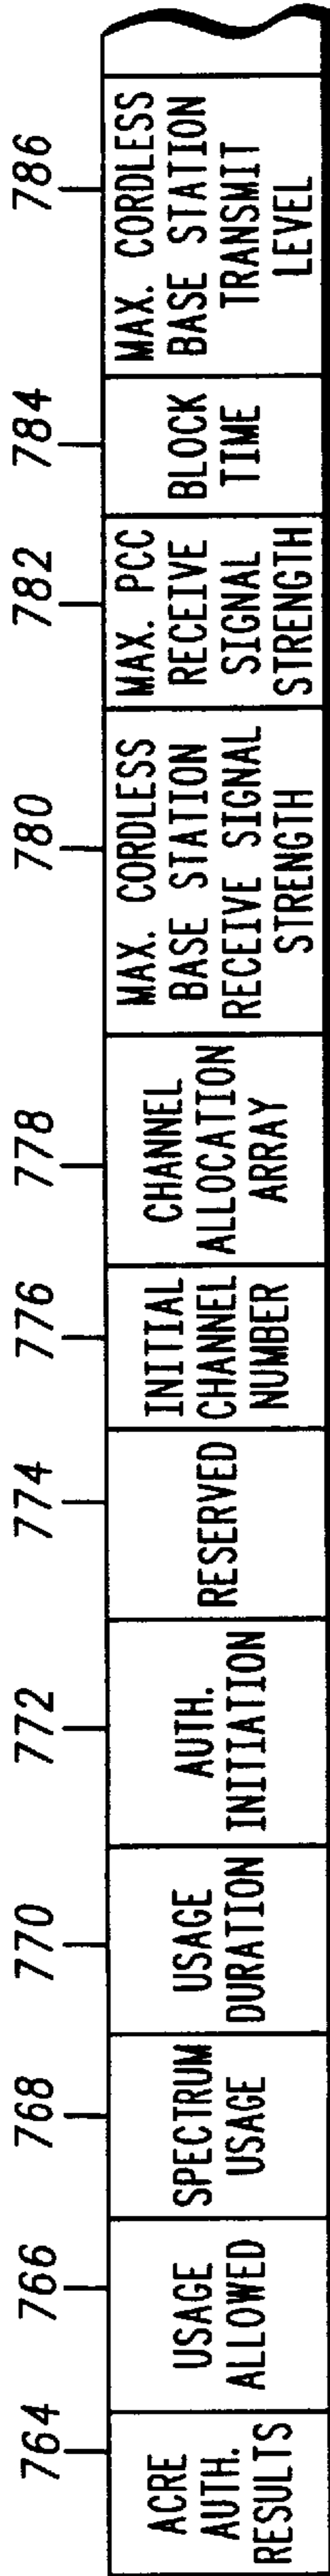 764 766 768 770 772 774 776 778 780 782 784 786
ACRE
AUTH.
RESULTS
USAGE
ALLOWED
SPECTRUM
USAGE
USAGE
DURATION
AUTH.
INITIATION
RESERVED
INITIAL
CHANNEL
NUMBER
CHANNEL
ALLOCATION
ARRAY
MAX. CORDLESS
BASE STATION
RECEIVE SIGNAL
STRENGTH
MAX. PCC
RECEIVE
SIGNAL
STRENGTH
BLOCK
TIME
MAX. CORDLESS
BASE STATION
TRANSMIT
LEVEL